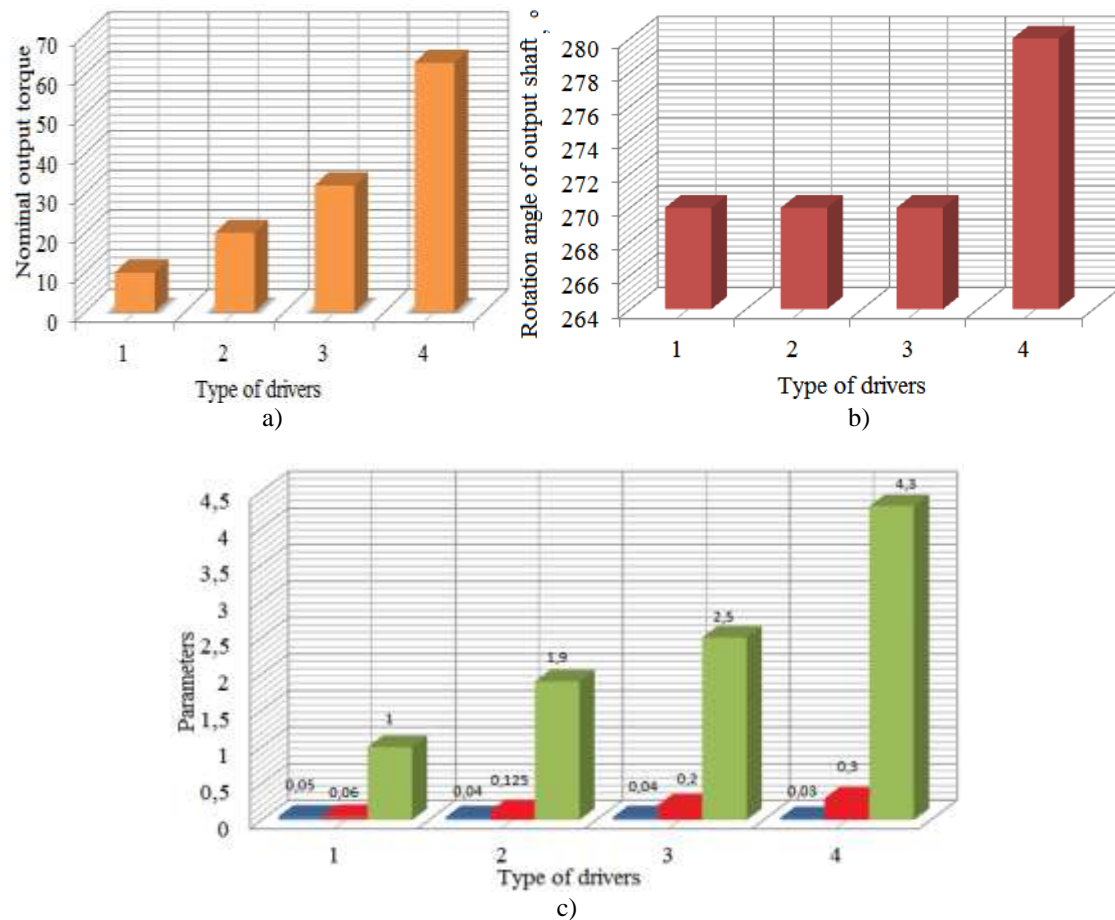 Nominal output torque
70
60
50
40
30
20
10
0
1 2 3 4
Type of drivers
a)
Rotation angle of output shaft , °
280
278
276
274
272
270
268
266
264
1 2 3 4
Type of drivers
b)
Parameters
4,5
4
3,5
3
2,5
2
1,5
1
0,5
0
0,05 0,06 1
0,04 0,125 1,9
0,04 0,2 2,5
0,03 0,3 4,3
1 2 3 4
Type of drivers
c)